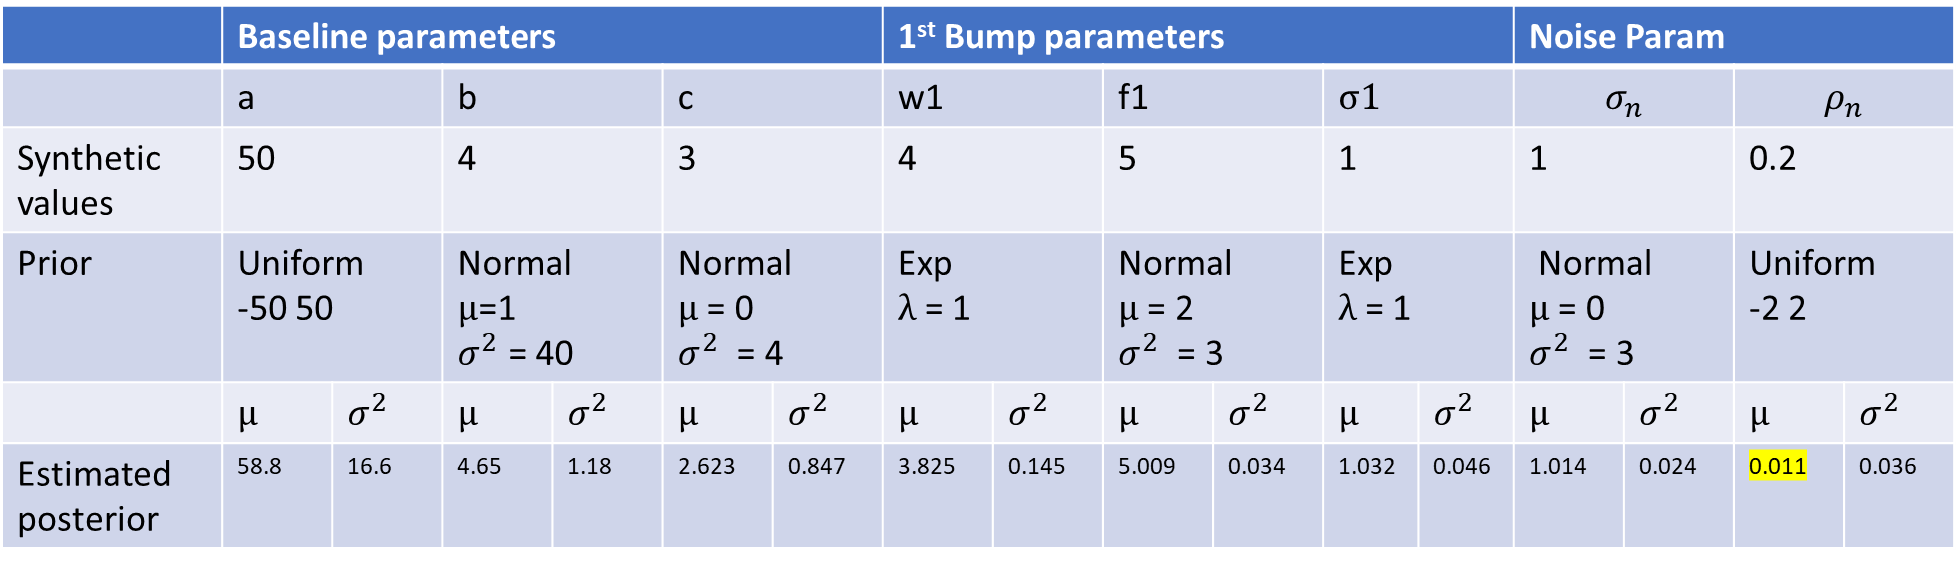 Baseline parameters 1st Bump parameters Noise Param
a b c w1 f1 σ1 σn ρn
Synthetic values 50 4 3 4 5 1 1 0.2
Prior Uniform Normal Normal Exp Normal Exp Normal Uniform
-50 50 μ=1 μ = 0 λ = 1 μ = 2 λ = 1 μ = 0 -2 2
σ² = 40 σ² = 4 σ² = 3 σ² = 3
μ σ² μ σ² μ σ² μ σ² μ σ² μ σ² μ σ² μ σ²
Estimated posterior 58.8 16.6 4.65 1.18 2.623 0.847 3.825 0.145 5.009 0.034 1.032 0.046 1.014 0.024 0.011 0.036